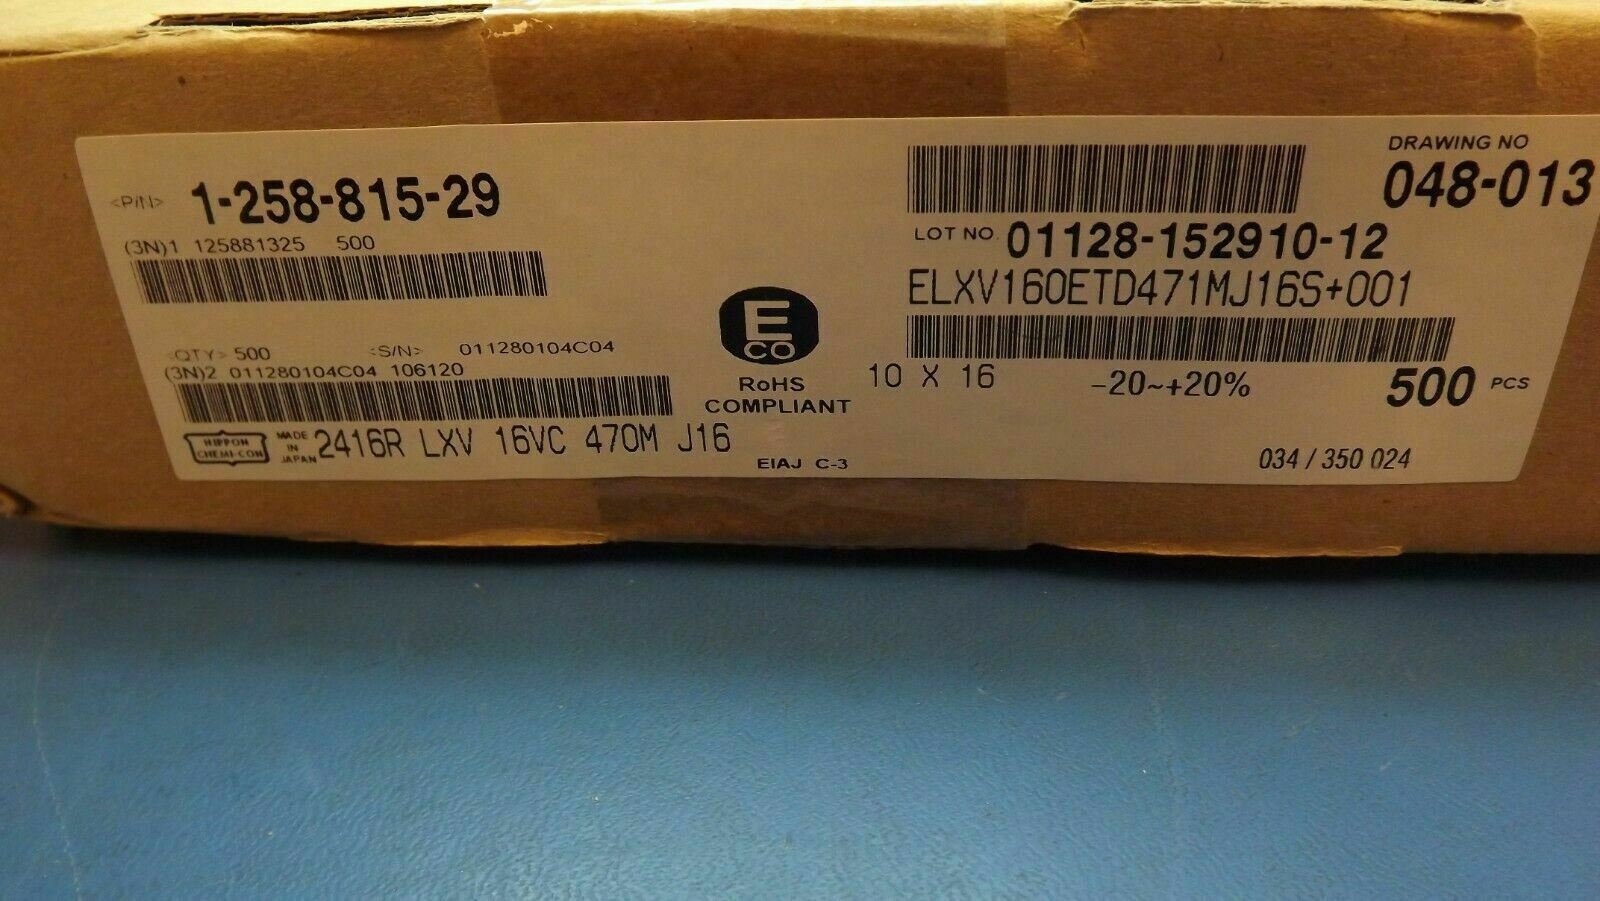 <P/N> 1-258-815-29
(3N)1 125881325 500
<QTY> 500 <S/N> 011280104C04
(3N)2 011280104C04 106120
NIPPON
CHEMI-CON
MADE
IN
JAPAN
2416R LXV 16VC 470M J16
E
CO
RoHS
COMPLIANT
EIAJ C-3
DRAWING NO
048-013
LOT NO. 01128-152910-12
ELXV160ETD471MJ16S+001
10 X 16 -20~+20% 500 PCS
034 / 350 024